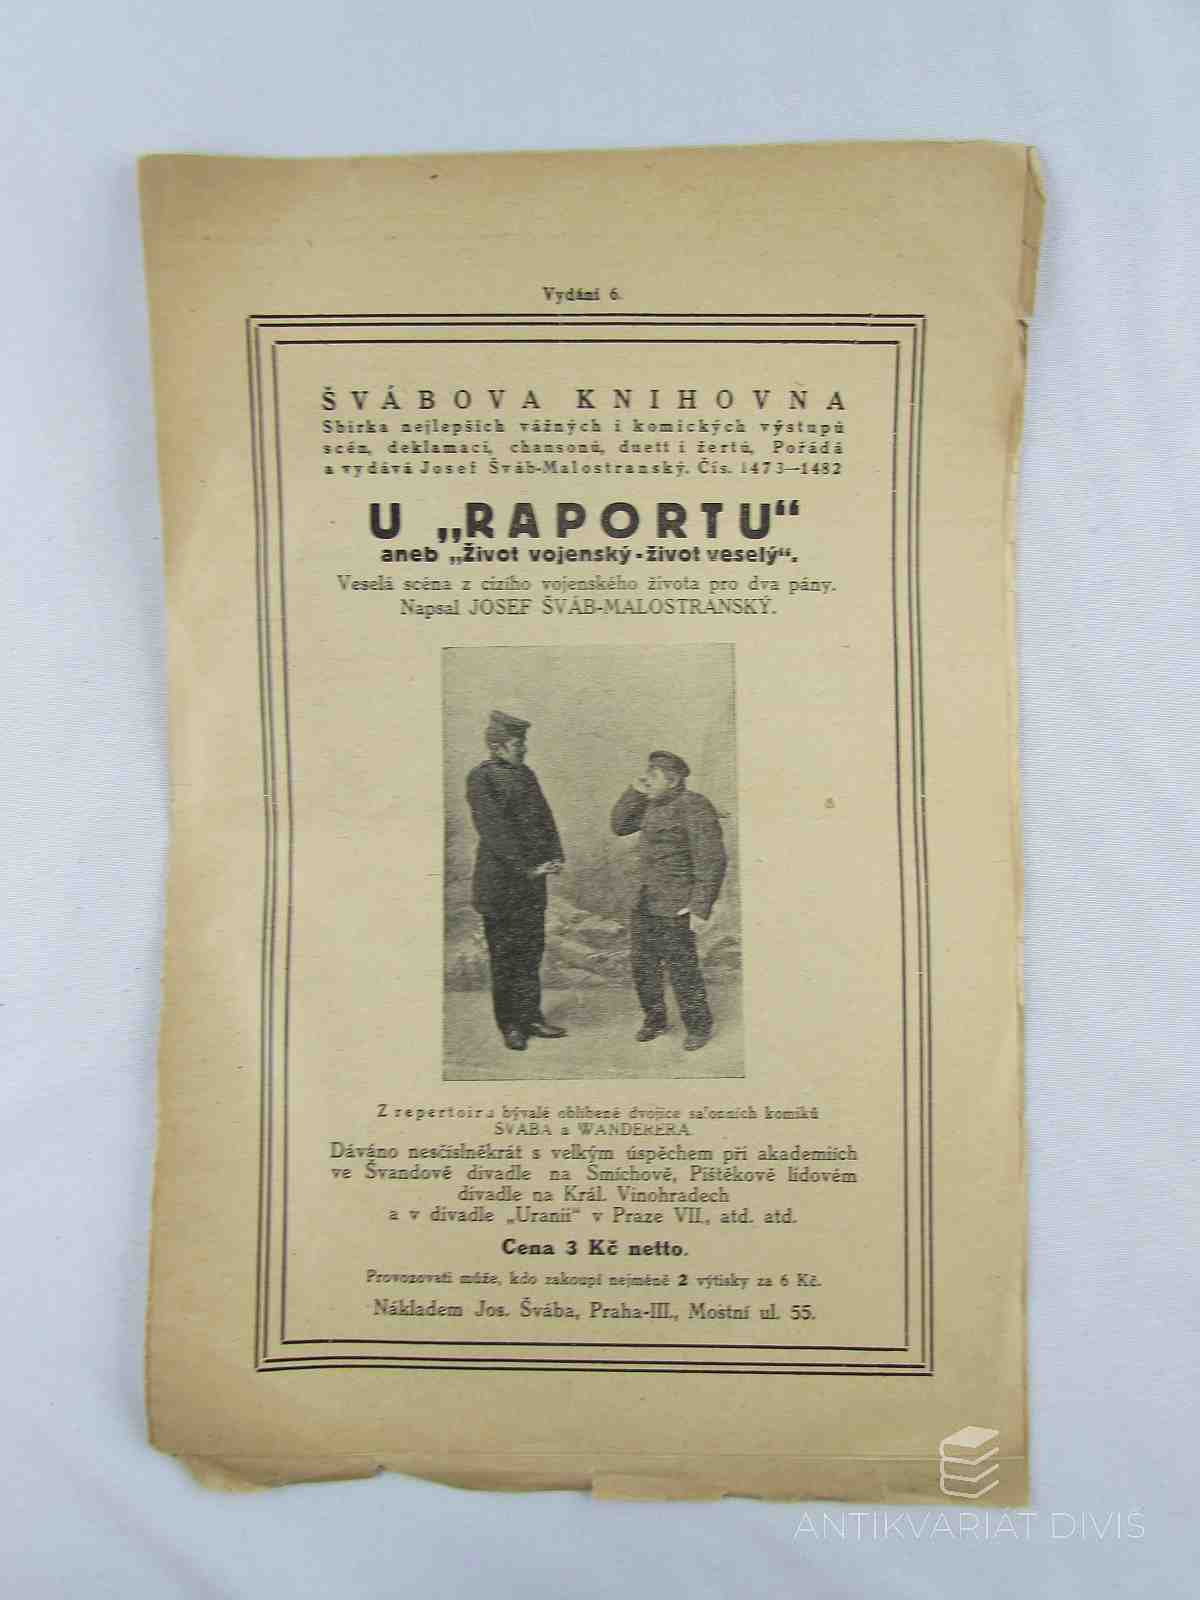 Vydání 6.
ŠVÁBOVA KNIHOVNA
Sbírka nejlepších vážných i komických výstupů
scén, deklamací, chansonů, duett i žertů, Pořádá
a vydává Josef Šváb-Malostranský. Čís. 1473—1482
U „RAPORTU“
aneb „Život vojenský - život veselý“.
Veselá scéna z cizího vojenského života pro dva pány.
Napsal JOSEF ŠVÁB-MALOSTRANSKÝ.
Z repertoiru bývalé oblíbené dvojice salonních komiků
ŠVÁBA a WANDERERA.
Dáváno nesčíslněkrát s velkým úspěchem při akademiích
ve Švandově divadle na Smíchově, Pištěkově lidovém
divadle na Král. Vinohradech
a v divadle „Uranii“ v Praze VII., atd. atd.
Cena 3 Kč netto.
Provozovati může, kdo zakoupí nejméně 2 výtisky za 6 Kč.
Nákladem Jos. Švába, Praha-III., Mostní ul. 55.
ANTIKVARIÁT DIVIŠ